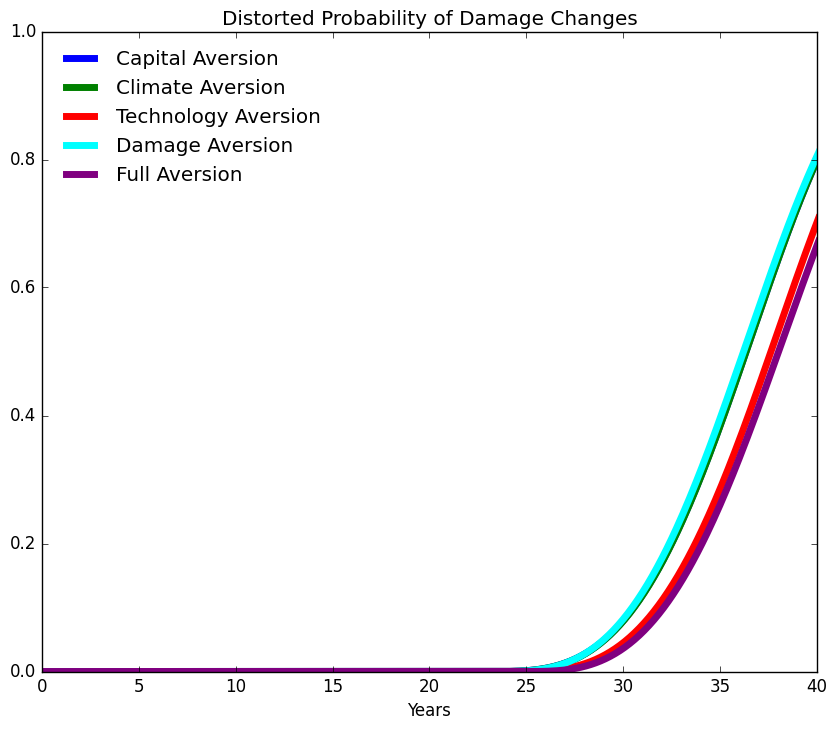 Distorted Probability of Damage Changes
1.0
Capital Aversion
Climate Aversion
Technology Aversion
Damage Aversion
Full Aversion
0.8
0.6
0.4
0.2
0.0
0 5 10 15 20 25 30 35 40
Years